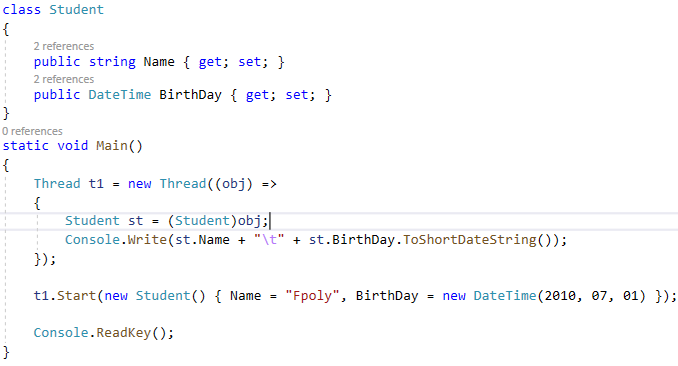 class Student
{
2 references
public string Name { get; set; }
2 references
public DateTime BirthDay { get; set; }
}
0 references
static void Main()
{
Thread t1 = new Thread((obj) =>
{
Student st = (Student)obj;
Console.Write(st.Name + "\t" + st.BirthDay.ToShortDateString());
});
t1.Start(new Student() { Name = "Fpoly", BirthDay = new DateTime(2010, 07, 01) });
Console.ReadKey();
}